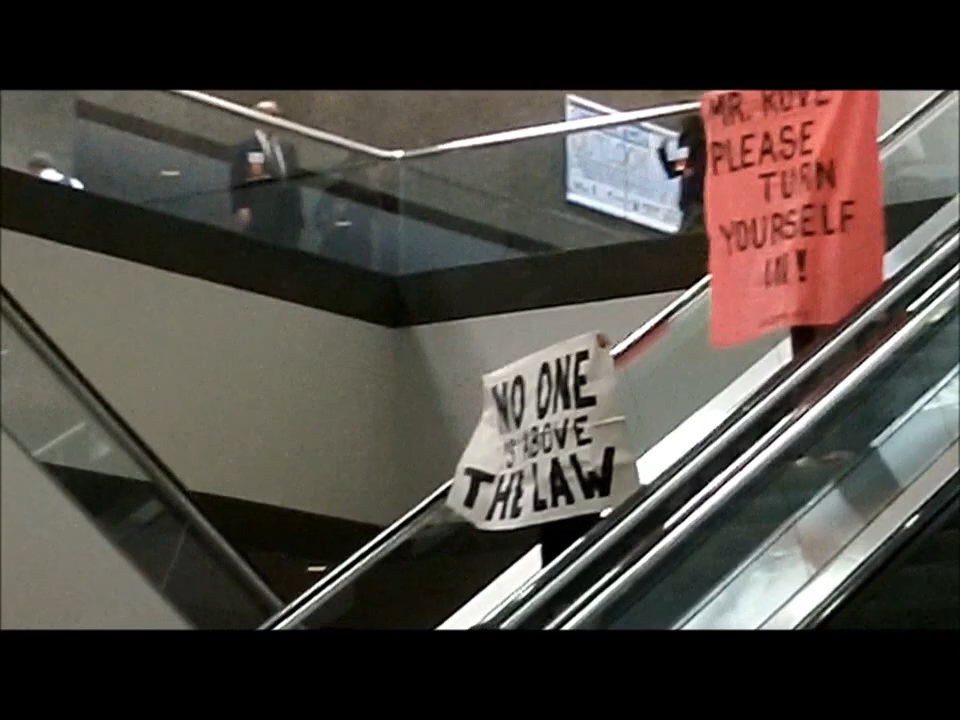 MR. ROVE
PLEASE
TURN
YOURSELF
IN!
NO ONE
IS ABOVE
THE LAW